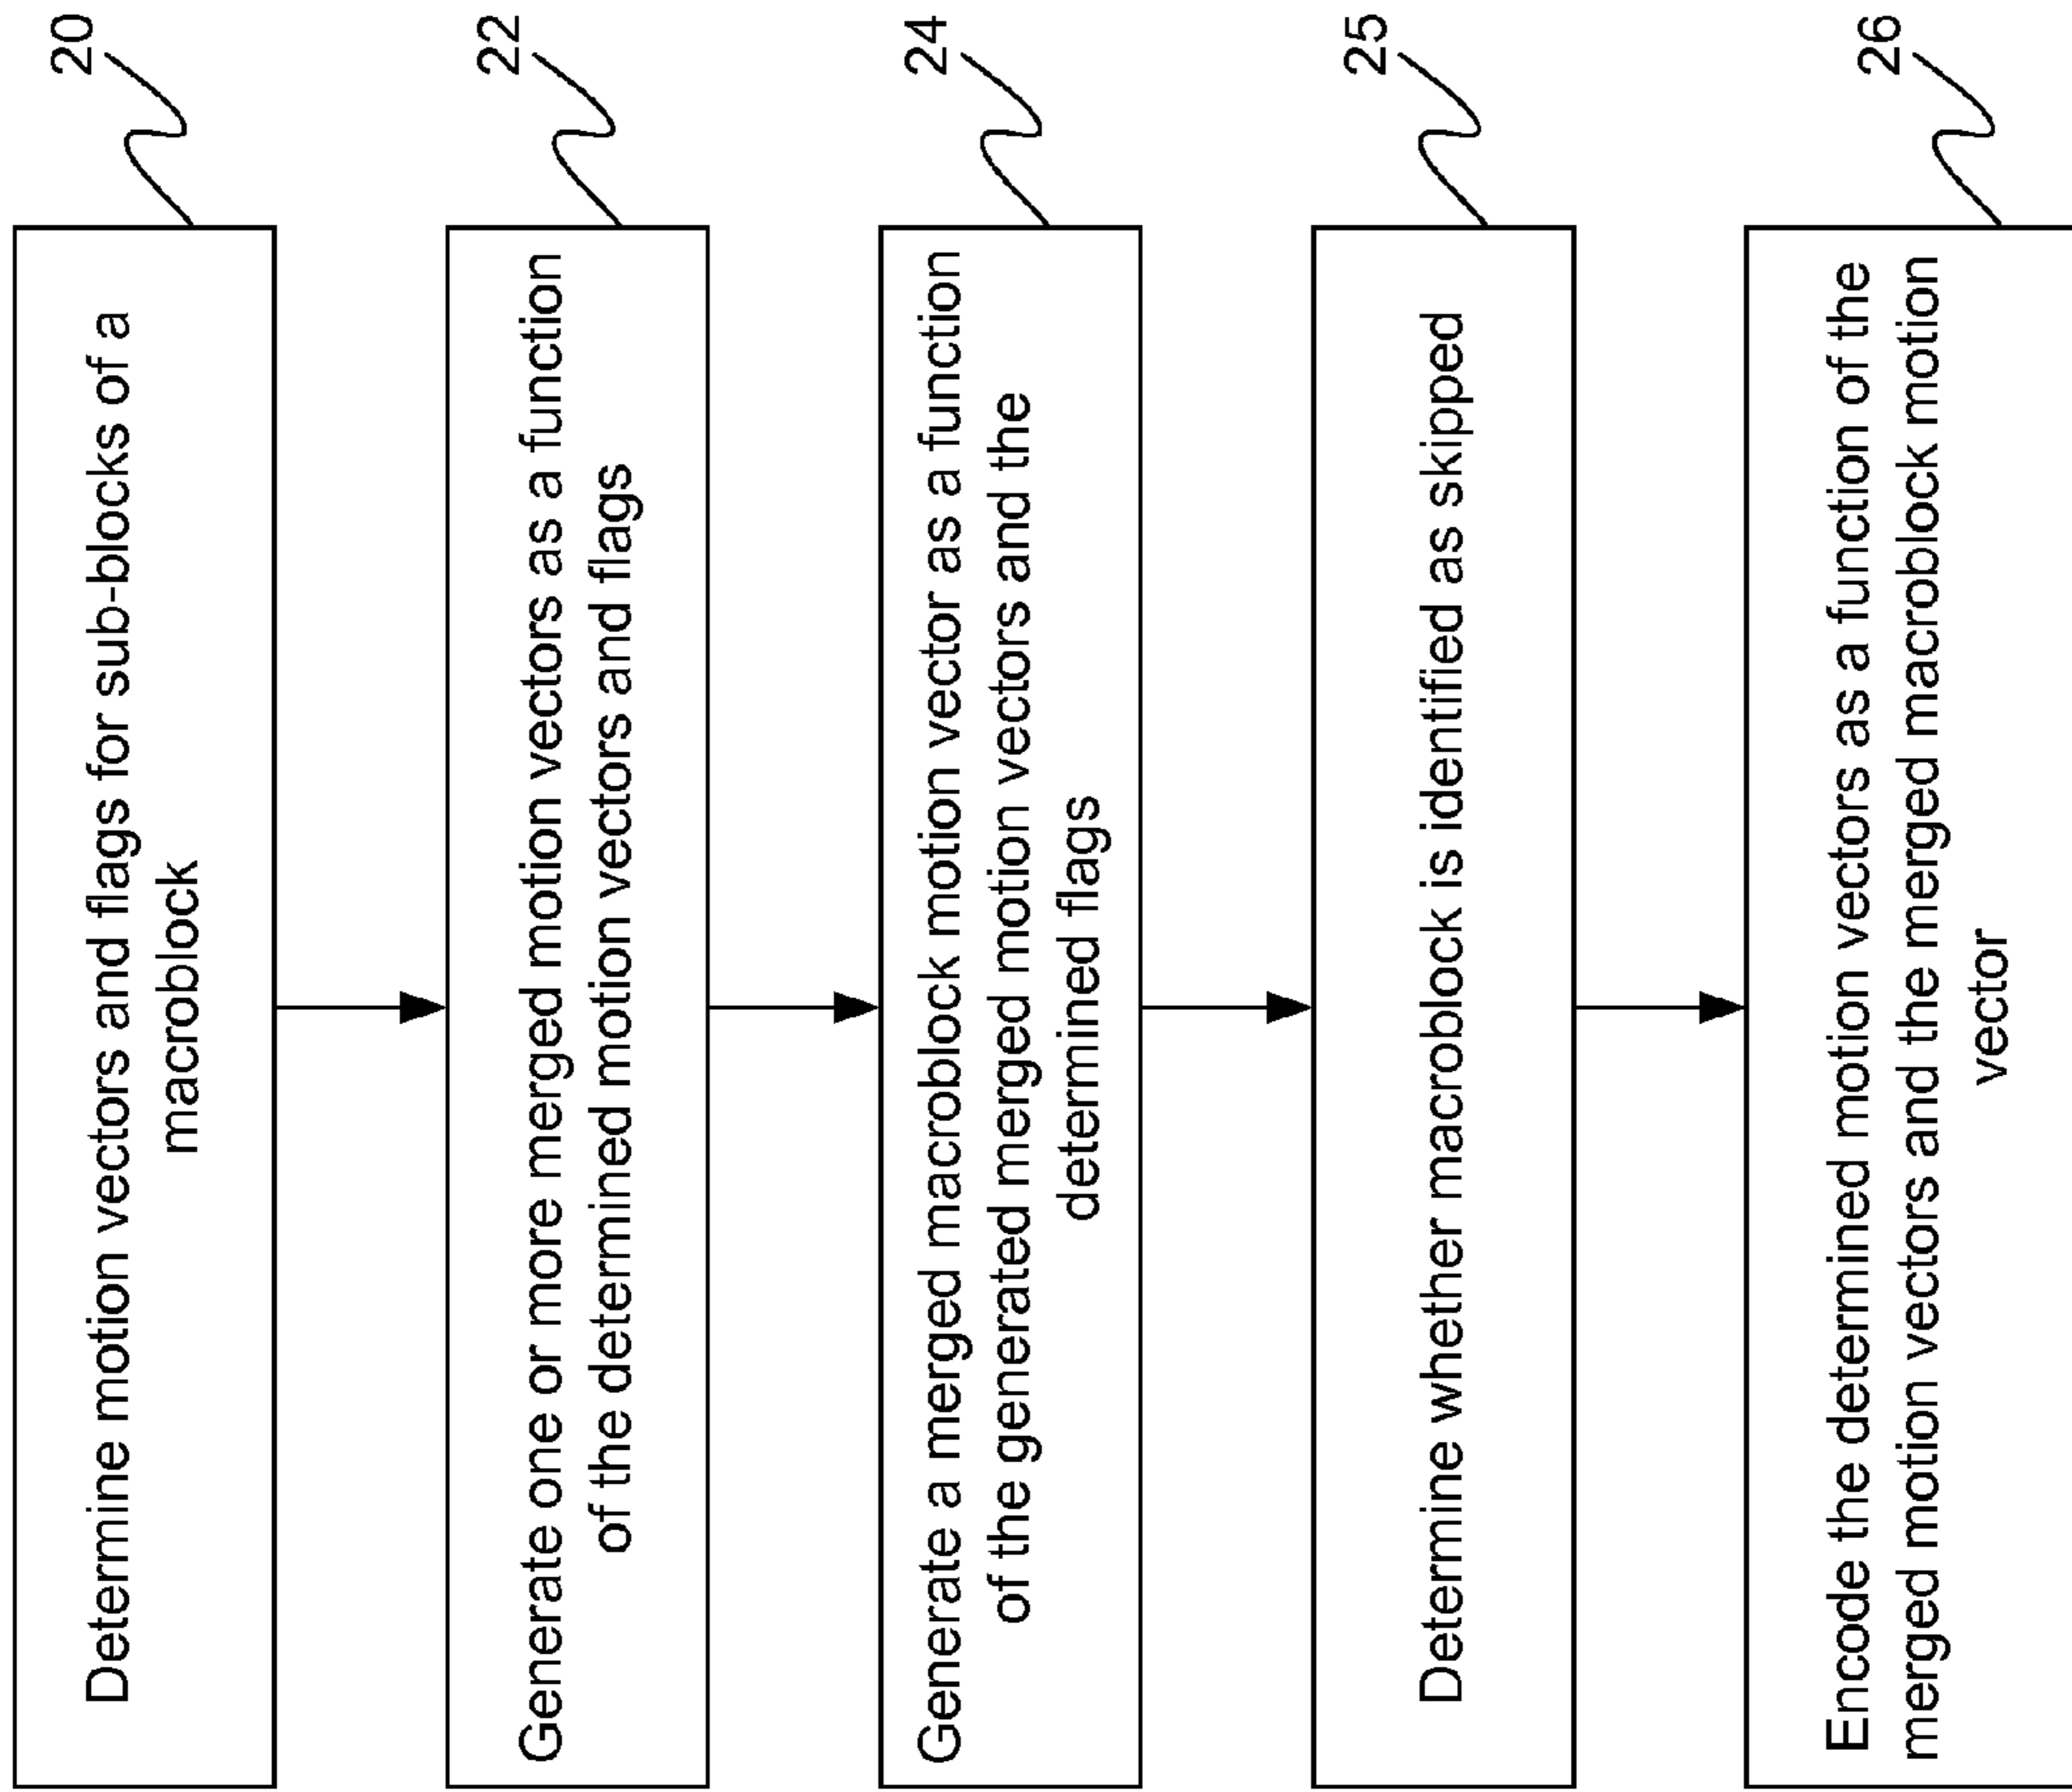 20
Determine motion vectors and flags for sub-blocks of a
macroblock
22
Generate one or more merged motion vectors as a function
of the determined motion vectors and flags
24
Generate a merged macroblock motion vector as a function
of the generated merged motion vectors and the
determined flags
25
Determine whether macroblock is identified as skipped
26
Encode the determined motion vectors as a function of the
merged motion vectors and the merged macroblock motion
vector